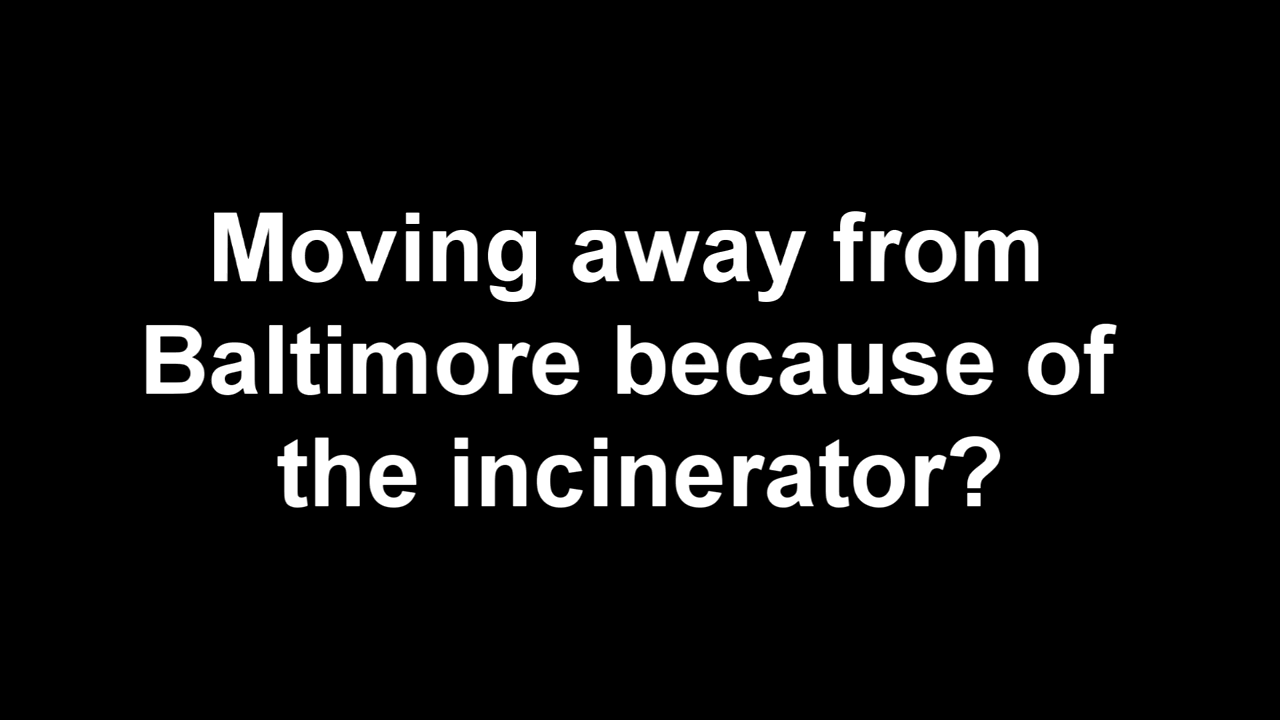 Moving away from
Baltimore because of
the incinerator?